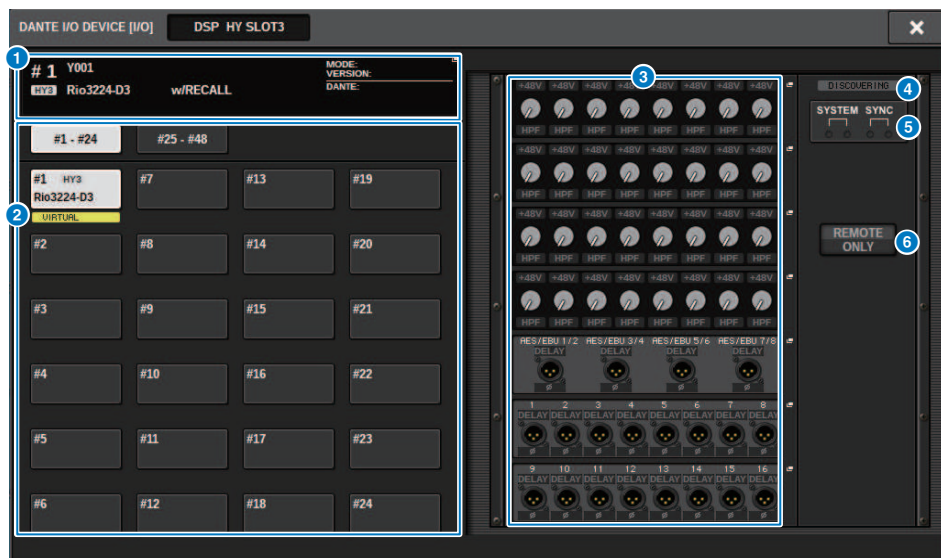 DANTE I/O DEVICE [I/O] DSP HY SLOT3
1
# 1 Y001
HY3 Rio3224-D3 w/RECALL
MODE:
VERSION:
DANTE:
2
#1 - #24 #25 - #48
#1 HY3
Rio3224-D3
VIRTUAL
#7 #13 #19
#2 #8 #14 #20
#3 #9 #15 #21
#4 #10 #16 #22
#5 #11 #17 #23
#6 #12 #18 #24
3
+48V +48V +48V +48V +48V +48V +48V +48V
HPF HPF HPF HPF HPF HPF HPF HPF
+48V +48V +48V +48V +48V +48V +48V +48V
HPF HPF HPF HPF HPF HPF HPF HPF
+48V +48V +48V +48V +48V +48V +48V +48V
HPF HPF HPF HPF HPF HPF HPF HPF
+48V +48V +48V +48V +48V +48V +48V +48V
HPF HPF HPF HPF HPF HPF HPF HPF
AES/EBU 1/2 AES/EBU 3/4 AES/EBU 5/6 AES/EBU 7/8
DELAY DELAY DELAY DELAY
ø ø ø ø
1 2 3 4 5 6 7 8
DELAY DELAY DELAY DELAY DELAY DELAY DELAY DELAY
ø ø ø ø ø ø ø ø
9 10 11 12 13 14 15 16
DELAY DELAY DELAY DELAY DELAY DELAY DELAY DELAY
ø ø ø ø ø ø ø ø
DISCOVERING 4
SYSTEM SYNC
5
REMOTE
ONLY
6